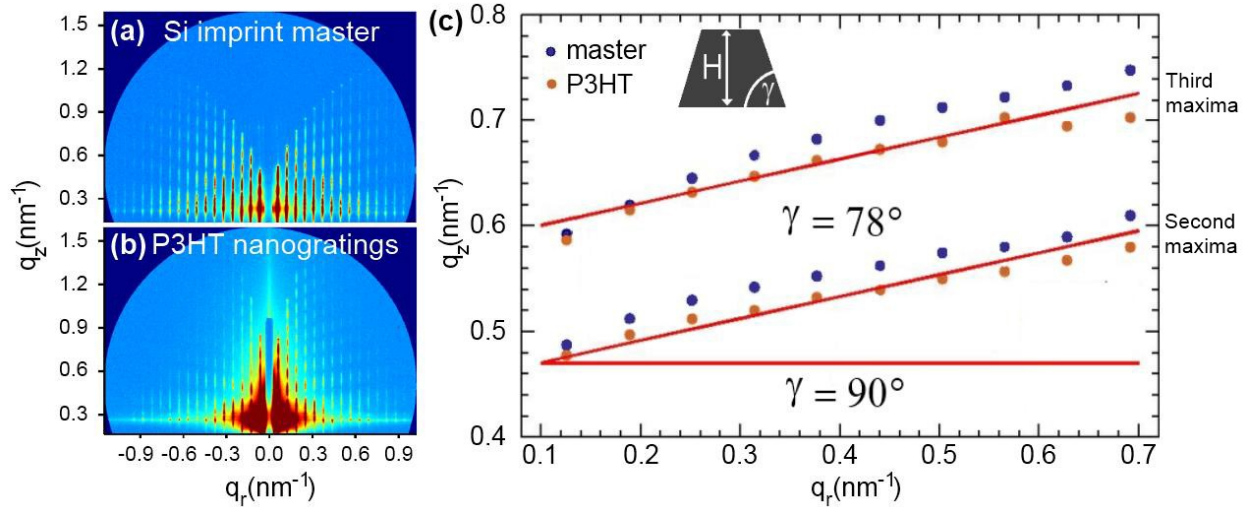 (a) Si imprint master
1.6
1.2
0.9
0.6
0.3
(b) P3HT nanogratings
1.6
1.2
0.9
0.6
0.3
qz(nm-1)
-0.9 -0.6 -0.3 0.0 0.3 0.6 0.9
qr(nm-1)
(c)
master
P3HT
H
γ
0.8
0.7
0.6
0.5
0.4
qz(nm-1)
γ = 78°
γ = 90°
Third
maxima
Second
maxima
0.1 0.2 0.3 0.4 0.5 0.6 0.7
qr(nm-1)